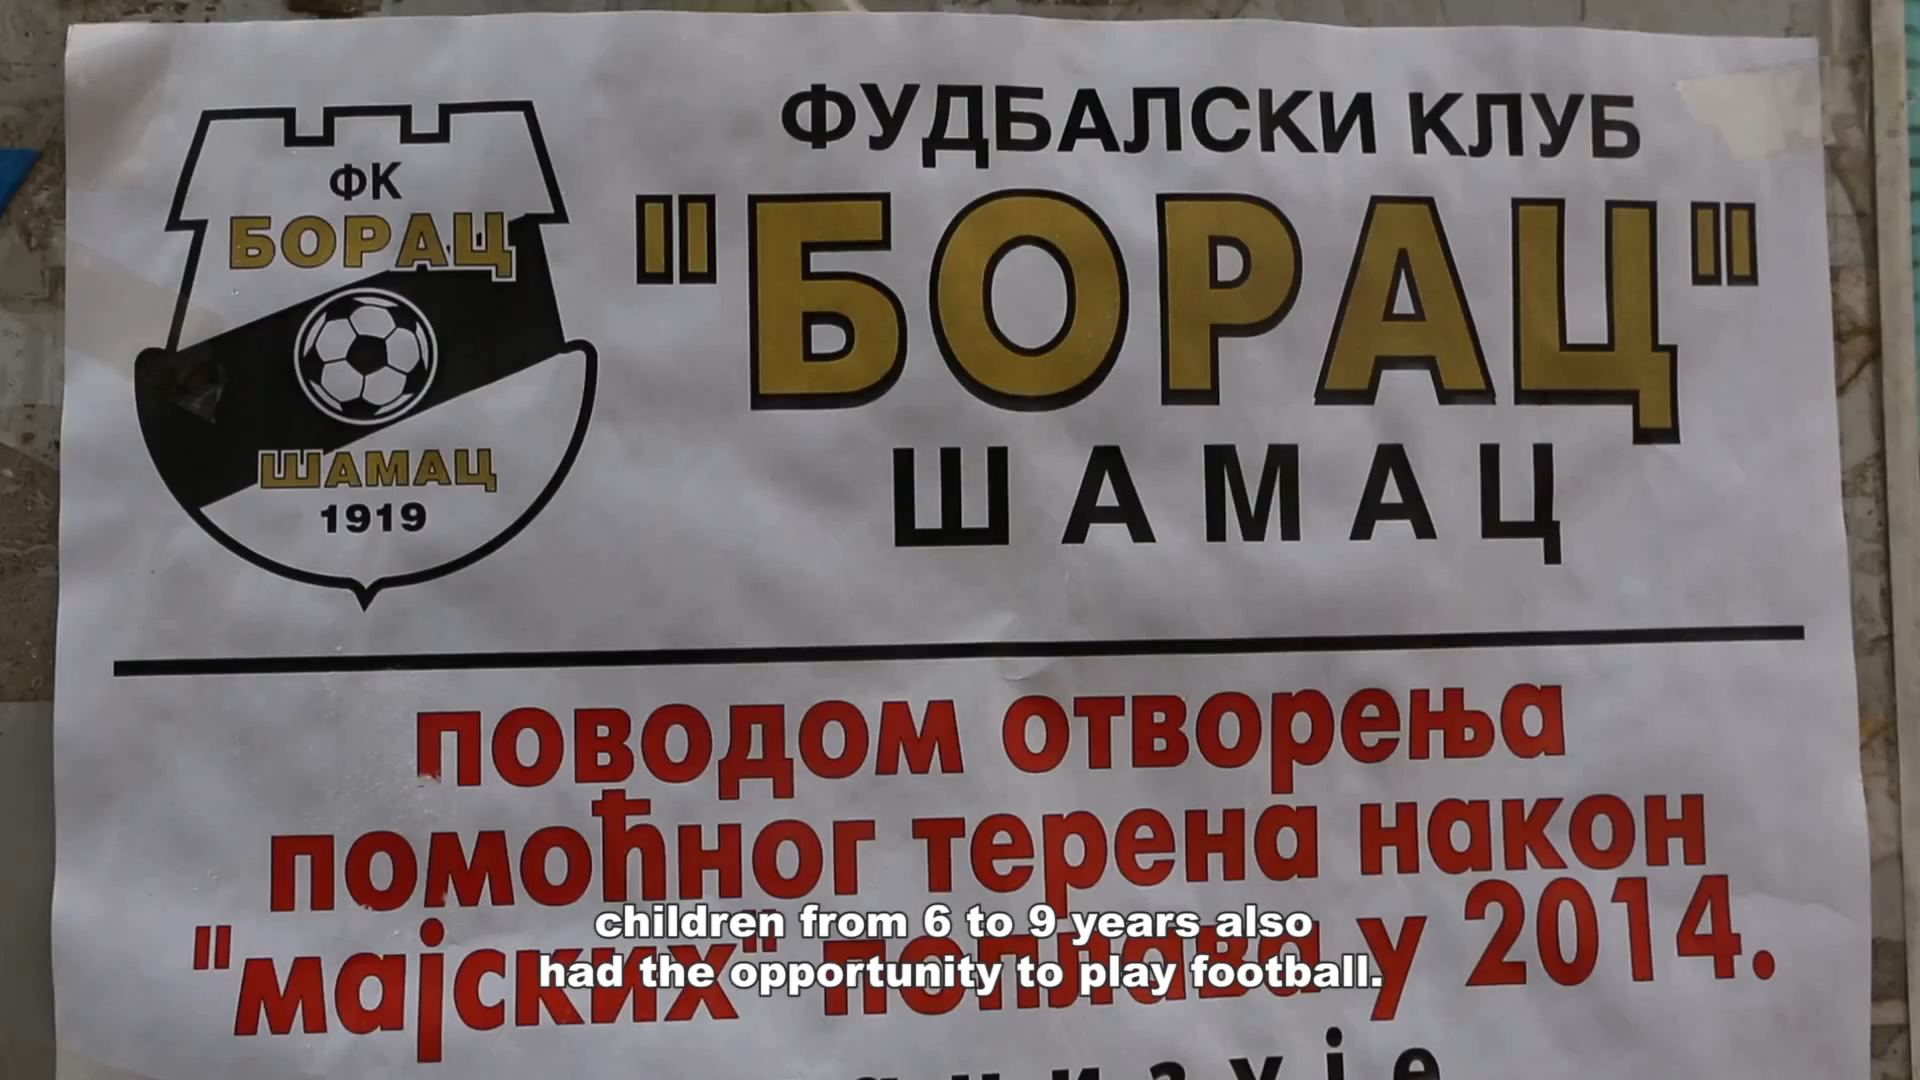 ФК
БОРАЦ
ШАМАЦ
1919
ФУДБАЛСКИ КЛУБ
"БОРАЦ"
ШАМАЦ
поводом отворења
помоћног терена након
"мајских" поплава у 2014.
children from 6 to 9 years also
had the opportunity to play football.